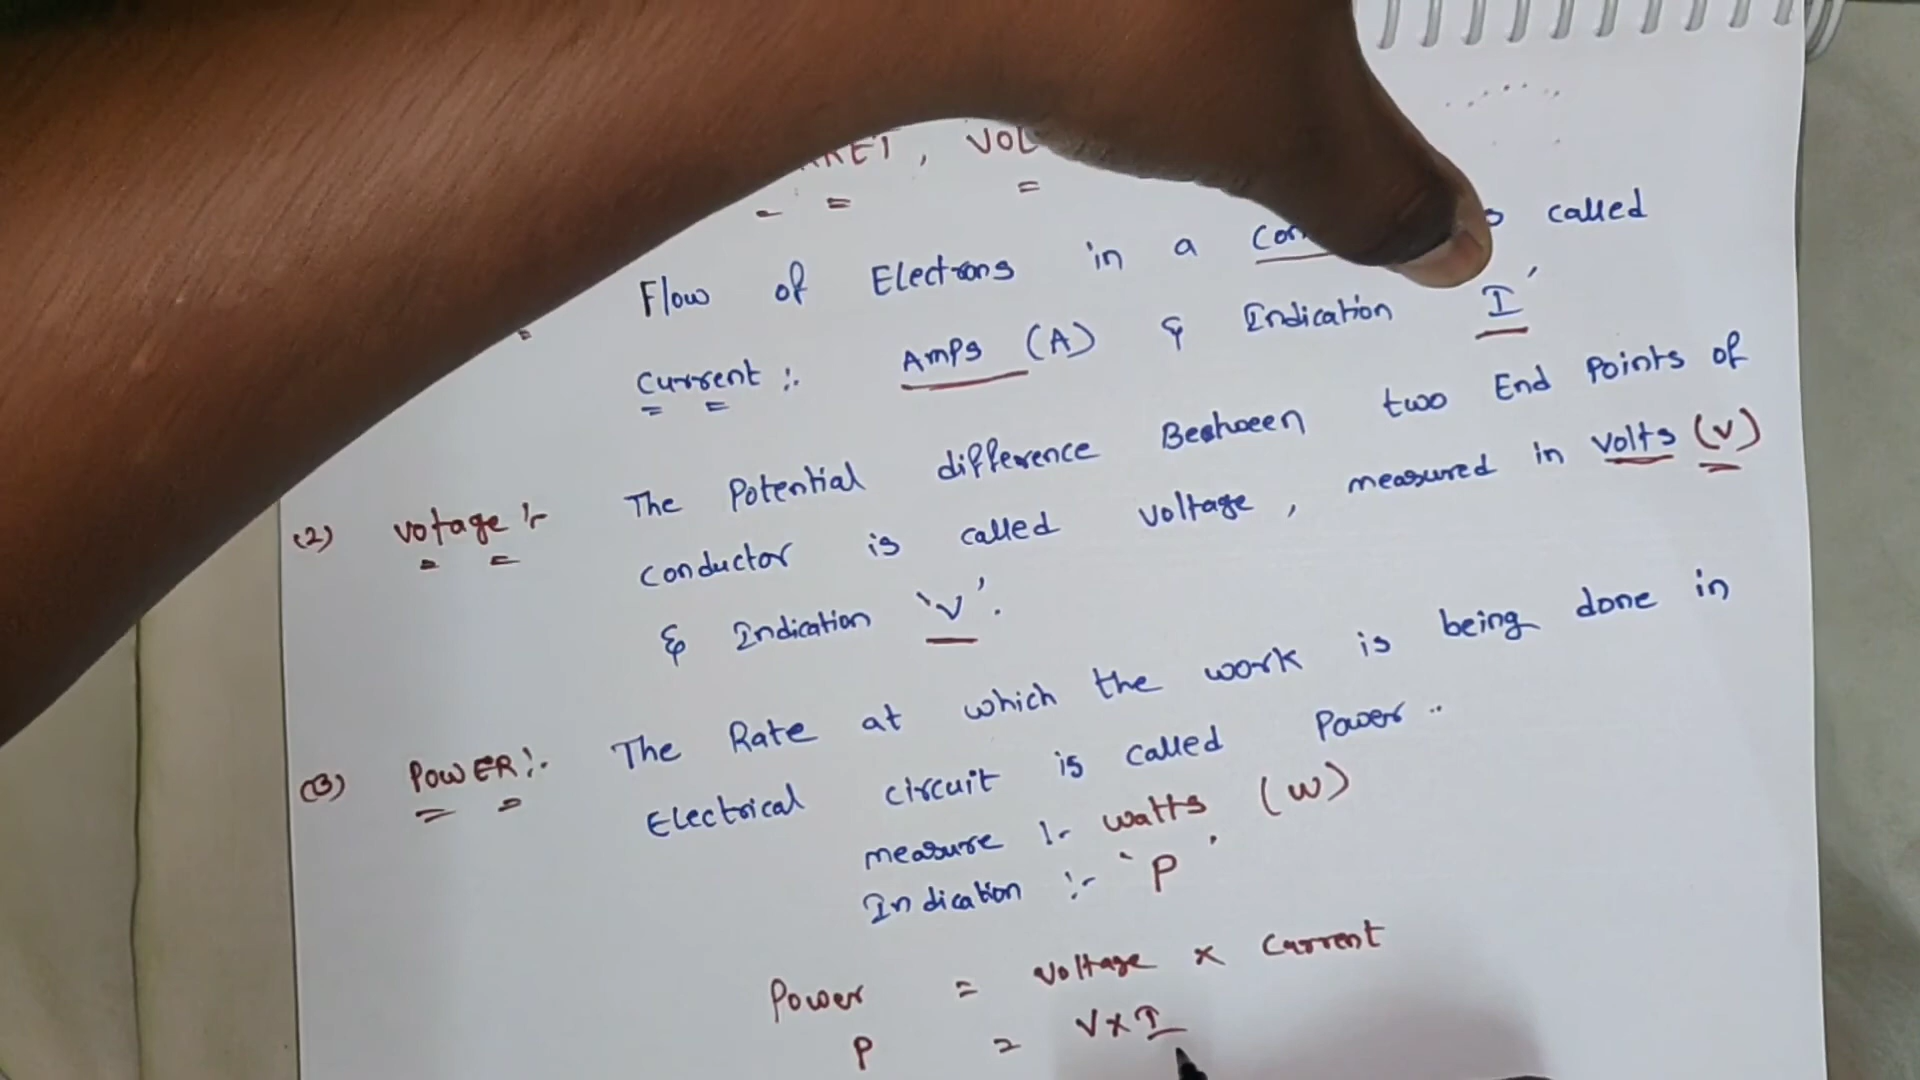 VOL
Flow of Electrons in a called
Current :. Amps (A) & Indication I'
(2) Votage :- The Potential difference Between two End Points of
conductor is called voltage, measured in Volts (V)
& Indication 'V'.
(3) POWER :- The Rate at which the work is being done in
Electrical circuit is called Power ..
measure :- watts (W)
Indication :- 'P'
Power = Voltage x Current
P = V x I